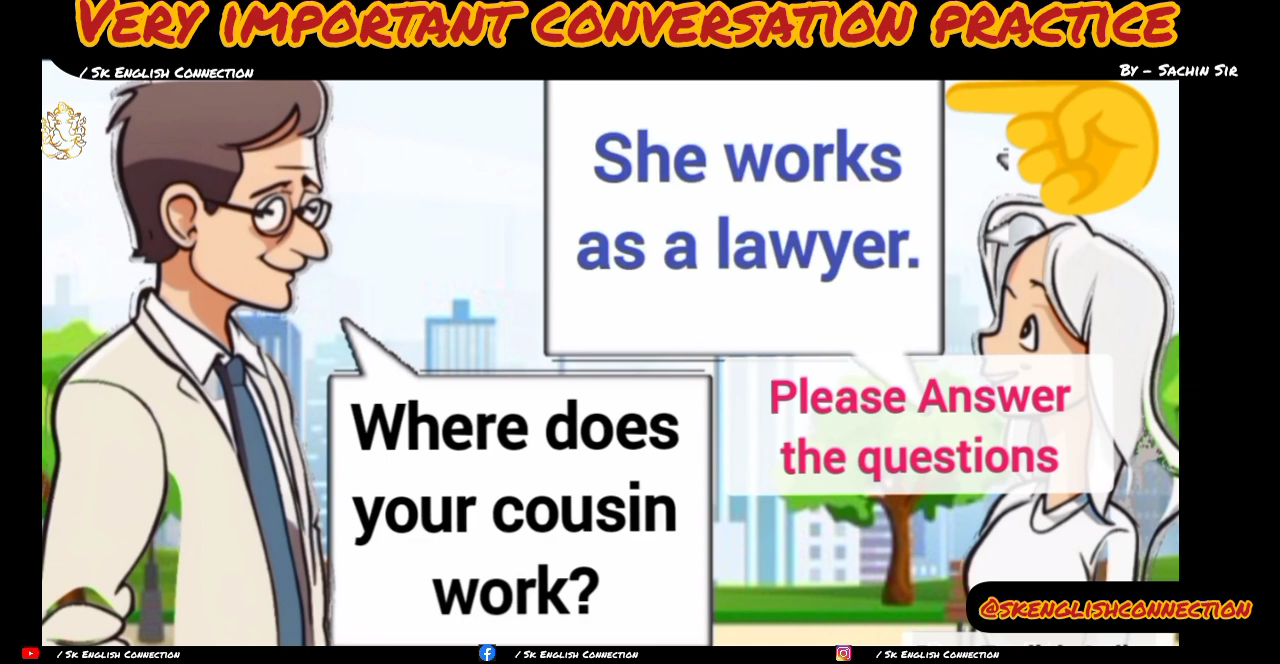 VERY IMPORTANT CONVERSATION PRACTICE
/ SK ENGLISH CONNECTION
BY - SACHIN SIR
She works
as a lawyer.
Where does
your cousin
work?
Please Answer
the questions
@SKENGLISHCONNECTION
/ SK ENGLISH CONNECTION
/ SK ENGLISH CONNECTION
/ SK ENGLISH CONNECTION